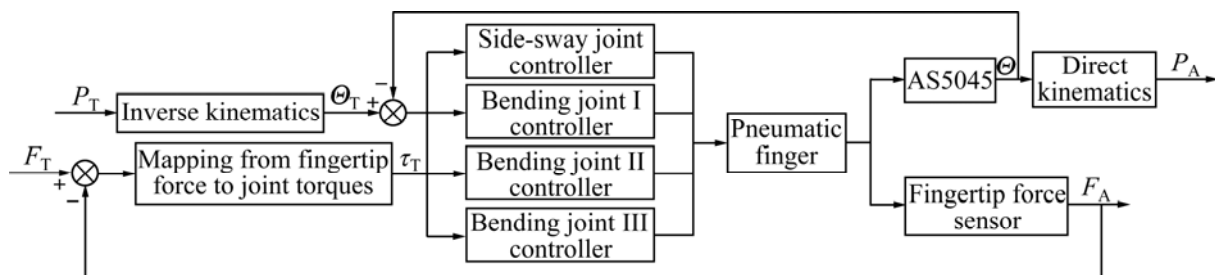 Side-sway joint
controller
Bending joint I
controller
Bending joint II
controller
Bending joint III
controller
P_T
Inverse kinematics
Θ_T
+
−
F_T
+
−
Mapping from fingertip
force to joint torques
τ_T
Pneumatic
finger
AS5045
Θ
Direct
kinematics
P_A
Fingertip force
sensor
F_A